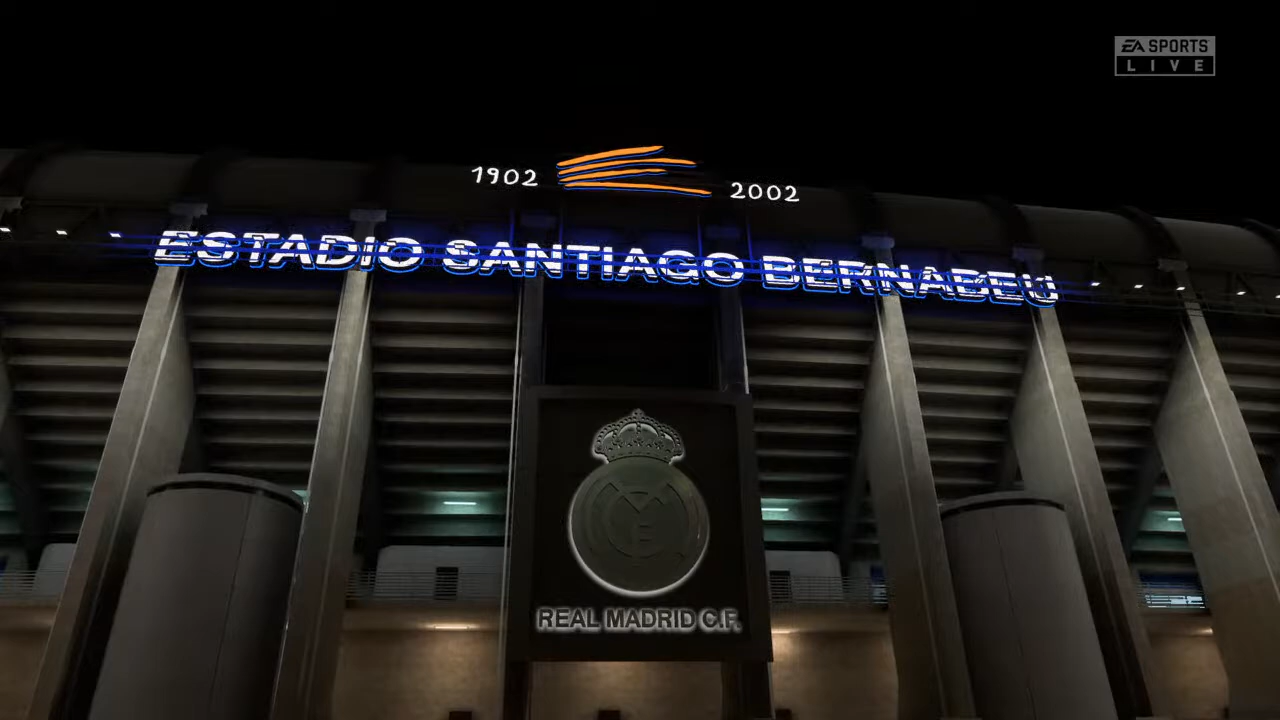 EA SPORTS
LIVE
1902 2002
ESTADIO SANTIAGO BERNABEU
REAL MADRID C.F.